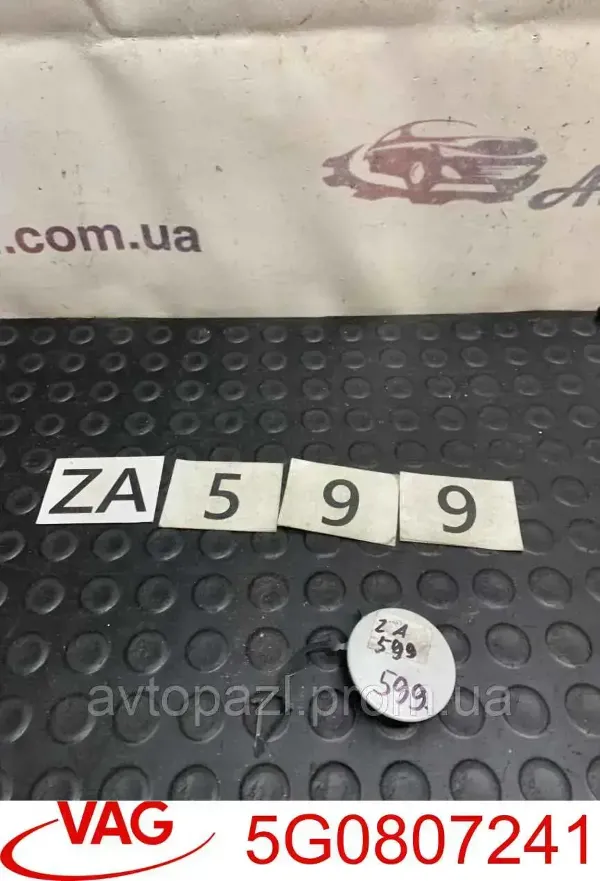 .com.ua
ZA 5 9 9
ZA
599
599
avtopazl.prom.ua
VAG 5G0807241